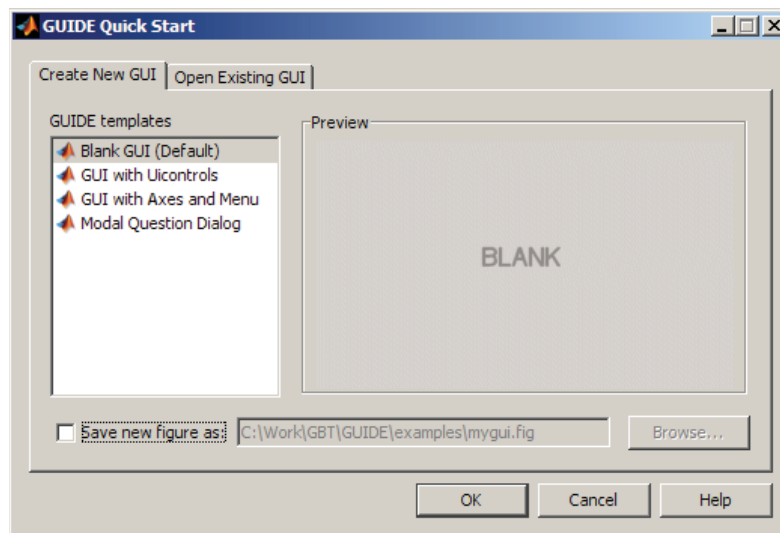 GUIDE Quick Start
Create New GUI
Open Existing GUI
GUIDE templates
Blank GUI (Default)
GUI with Uicontrols
GUI with Axes and Menu
Modal Question Dialog
Preview
BLANK
Save new figure as:
C:\Work\GBT\GUIDE\examples\mygui.fig
Browse...
OK
Cancel
Help